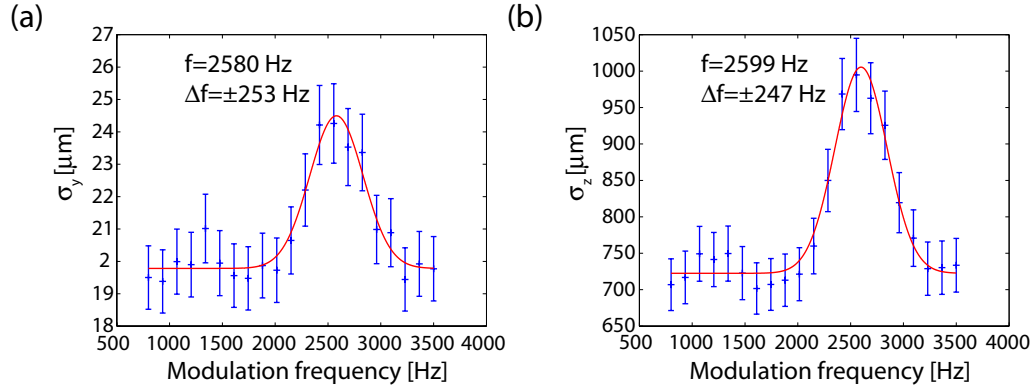 (a)
f=2580 Hz
Δf=±253 Hz
σy [μm]
27
26
25
24
23
22
21
20
19
18
500 1000 1500 2000 2500 3000 3500 4000
Modulation frequency [Hz]
(b)
f=2599 Hz
Δf=±247 Hz
σz [μm]
1050
1000
950
900
850
800
750
700
650
500 1000 1500 2000 2500 3000 3500 4000
Modulation frequency [Hz]